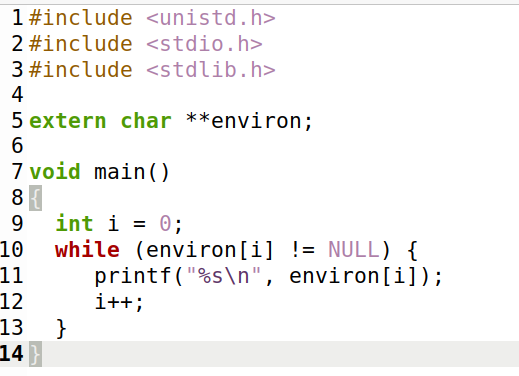 1 #include <unistd.h>
2 #include <stdio.h>
3 #include <stdlib.h>
4
5 extern char **environ;
6
7 void main()
8 {
9   int i = 0;
10   while (environ[i] != NULL) {
11      printf("%s\n", environ[i]);
12      i++;
13   }
14 }